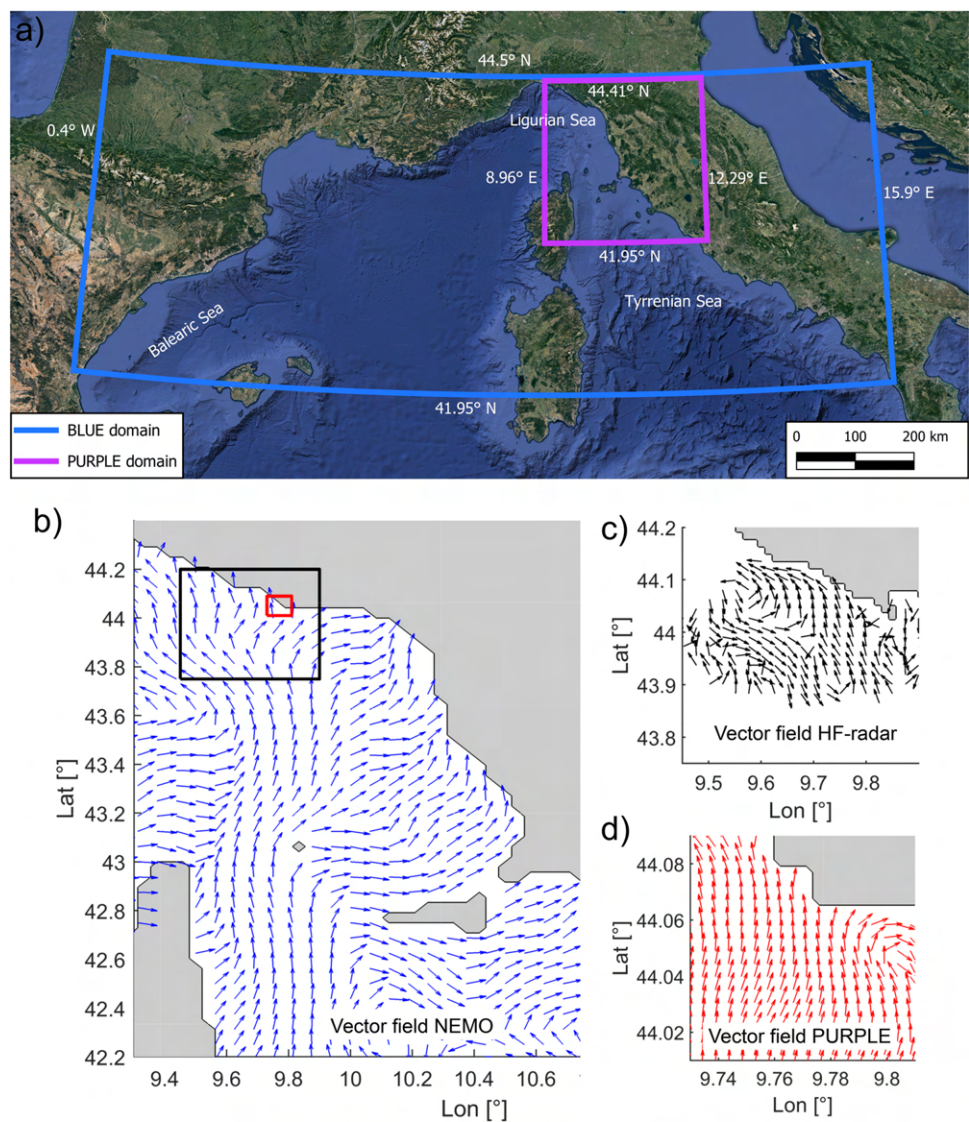 a)
44.5° N
44.41° N
0.4° W
Ligurian Sea
8.96° E
12.29° E
15.9° E
41.95° N
Tyrrenian Sea
Balearic Sea
41.95° N
BLUE domain
PURPLE domain
0 100 200 km
b)
44.2
44
43.8
43.6
43.4
43.2
43
42.8
42.6
42.4
42.2
Lat [°]
Vector field NEMO
9.4 9.6 9.8 10 10.2 10.4 10.6
Lon [°]
c)
44.2
44.1
44
43.9
43.8
Lat [°]
Vector field HF-radar
9.5 9.6 9.7 9.8
Lon [°]
d)
44.08
44.06
44.04
44.02
Lat [°]
Vector field PURPLE
9.74 9.76 9.78 9.8
Lon [°]